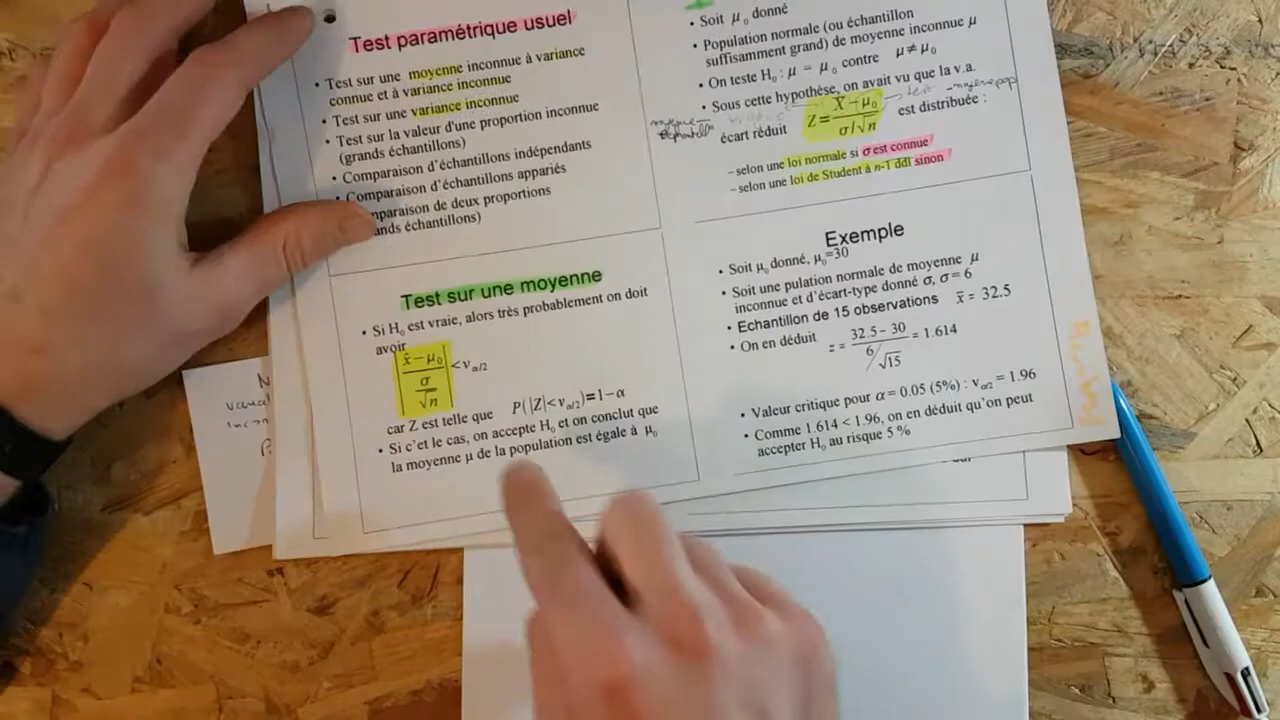 Test paramétrique usuel
• Test sur une moyenne inconnue à variance
connue et à variance inconnue
• Test sur une variance inconnue
• Test sur la valeur d'une proportion inconnue
(grands échantillons)
• Comparaison d'échantillons indépendants
• Comparaison d'échantillons appariés
mparaison de deux proportions
ands échantillons)
• Soit μ₀ donné
• Population normale (ou échantillon
suffisamment grand) de moyenne inconnue μ
• On teste H₀ : μ = μ₀ contre μ≠μ₀
• Sous cette hypothèse, on avait vu que la v.a.
écart réduit Z = (X̄−μ₀)/(σ/√n) est distribuée :
– selon une loi normale si σ est connue
– selon une loi de Student à n-1 ddl sinon
Test sur une moyenne
• Si H₀ est vraie, alors très probablement on doit
avoir
|(x̂−μ₀)/(σ/√n)| < v α/2
car Z est telle que P(|Z|<v α/2)=1−α
• Si c'et le cas, on accepte H₀ et on conclut que
la moyenne μ de la population est égale à μ₀
Exemple
• Soit μ₀ donné, μ₀=30
• Soit une pulation normale de moyenne μ
inconnue et d'écart-type donné σ, σ=6
• Echantillon de 15 observations x̄ = 32.5
• On en déduit z = (32.5−30)/(6/√15) = 1.614
• Valeur critique pour α = 0.05 (5%) : v α/2 = 1.96
• Comme 1.614 < 1.96, on en déduit qu'on peut
accepter H₀ au risque 5 %